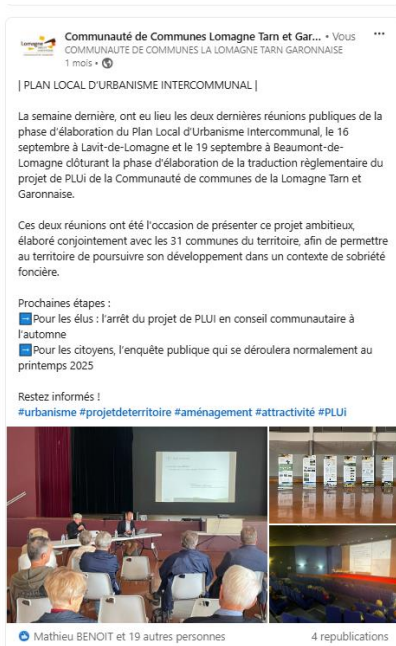 Communauté de Communes Lomagne Tarn et Gar... • Vous
COMMUNAUTE DE COMMUNES LA LOMAGNE TARN GARONNAISE
1 mois •
| PLAN LOCAL D'URBANISME INTERCOMMUNAL |
La semaine dernière, ont eu lieu les deux dernières réunions publiques de la
phase d'élaboration du Plan Local d'Urbanisme Intercommunal, le 16
septembre à Lavit-de-Lomagne et le 19 septembre à Beaumont-de-
Lomagne clôturant la phase d'élaboration de la traduction règlementaire du
projet de PLUi de la Communauté de communes de la Lomagne Tarn et
Garonnaise.
Ces deux réunions ont été l'occasion de présenter ce projet ambitieux,
élaboré conjointement avec les 31 communes du territoire, afin de permettre
au territoire de poursuivre son développement dans un contexte de sobriété
foncière.
Prochaines étapes :
➡Pour les élus : l'arrêt du projet de PLUI en conseil communautaire à
l'automne
➡Pour les citoyens, l'enquête publique qui se déroulera normalement au
printemps 2025
Restez informés !
#urbanisme #projetdeterritoire #aménagement #attractivité #PLUi
Mathieu BENOIT et 19 autres personnes
4 republications